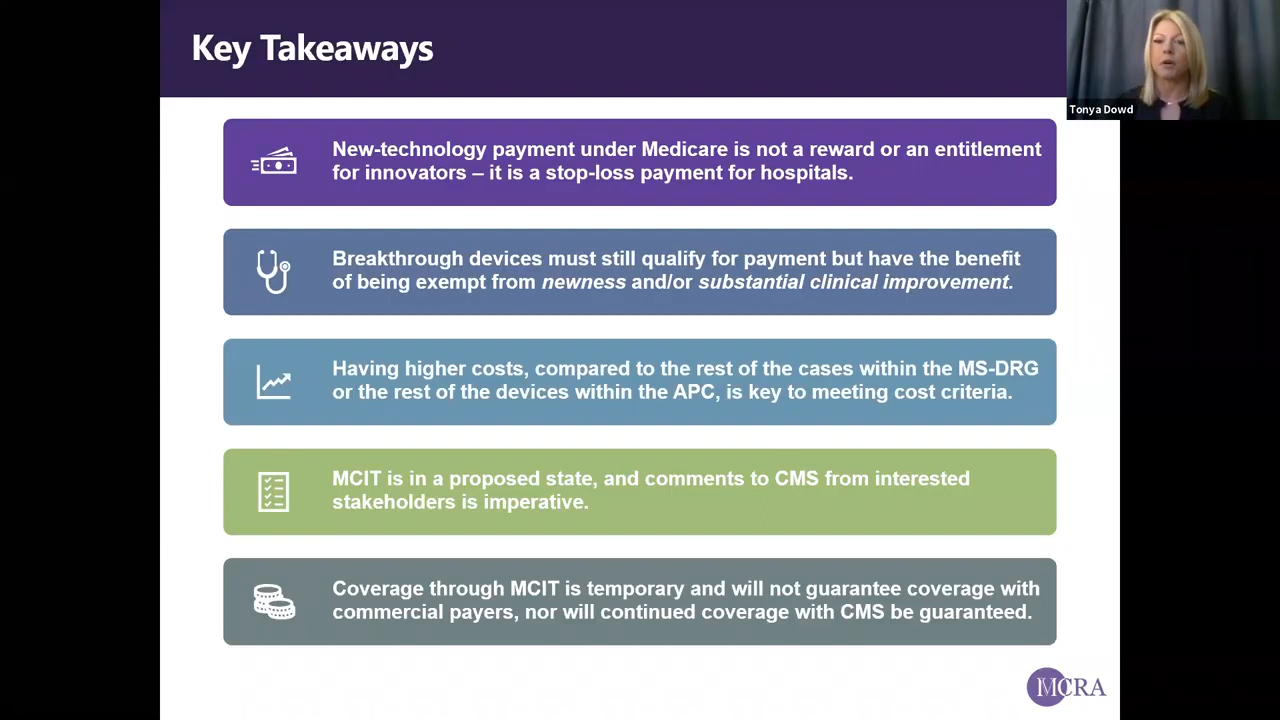 Key Takeaways
Tonya Dowd
New-technology payment under Medicare is not a reward or an entitlement
for innovators – it is a stop-loss payment for hospitals.
Breakthrough devices must still qualify for payment but have the benefit
of being exempt from newness and/or substantial clinical improvement.
Having higher costs, compared to the rest of the cases within the MS-DRG
or the rest of the devices within the APC, is key to meeting cost criteria.
MCIT is in a proposed state, and comments to CMS from interested
stakeholders is imperative.
Coverage through MCIT is temporary and will not guarantee coverage with
commercial payers, nor will continued coverage with CMS be guaranteed.
MCRA